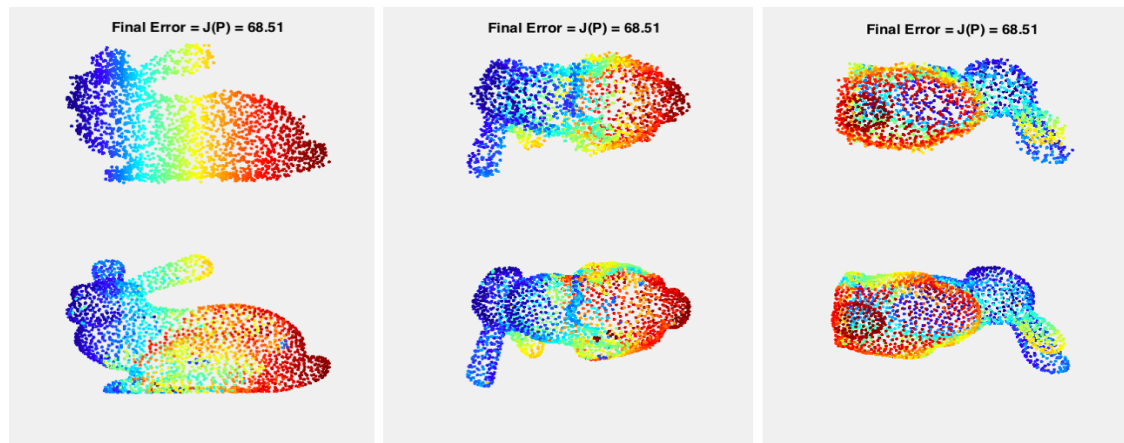 Final Error = J(P) = 68.51
Final Error = J(P) = 68.51
Final Error = J(P) = 68.51